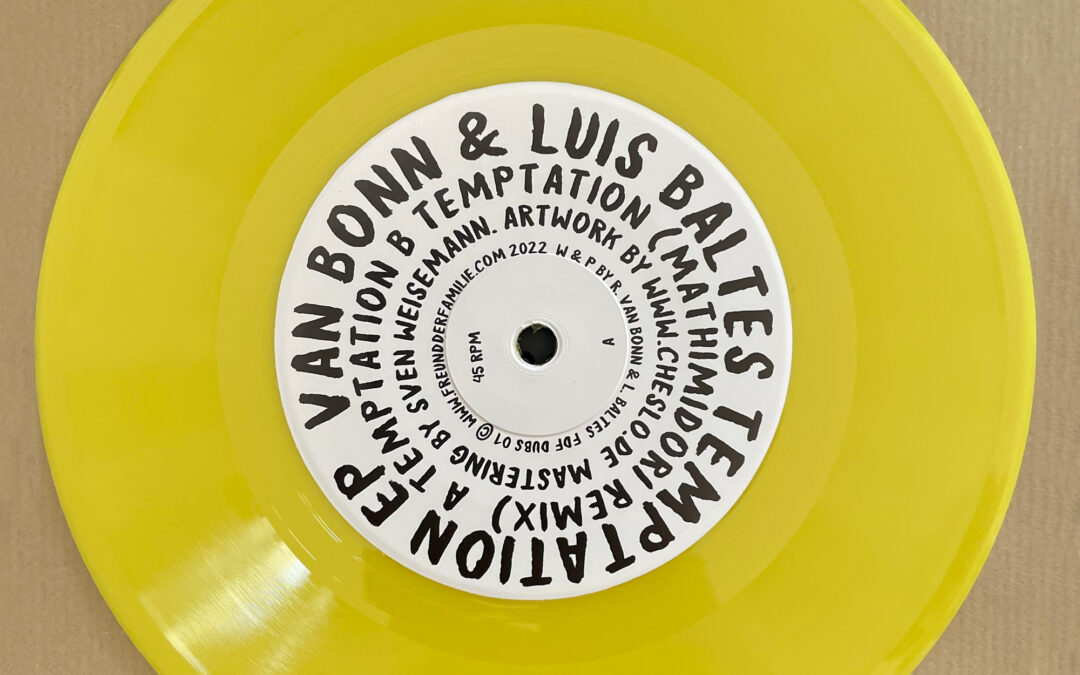 VAN BONN & LUIS BALTES TEMPTATION EP
A TEMPTATION B TEMPTATION (MATHIMIDORI REMIX)
MASTERING BY SVEN WEISEMANN. ARTWORK BY WWW.CHESLO.DE
W & P BY R. VAN BONN & L. BALTES FDF DUBS 01 © WWW.FREUNDDERFAMILIE.COM 2022
45 RPM
A